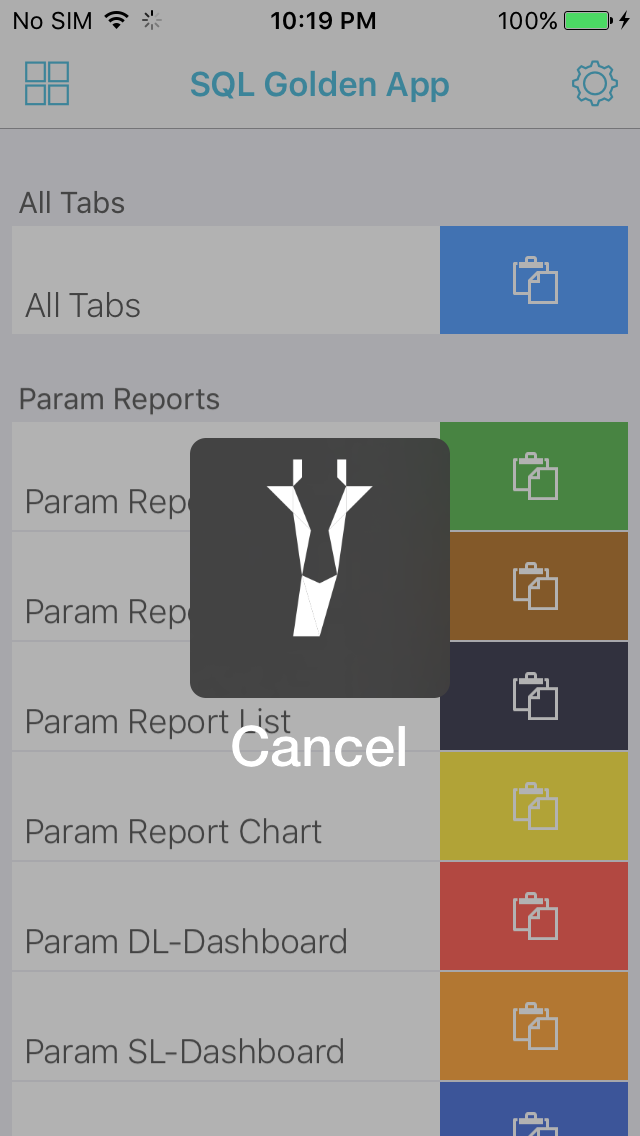 No SIM 10:19 PM 100%
SQL Golden App
All Tabs
All Tabs
Param Reports
Param Repo
Param Repo
Param Report List
Cancel
Param Report Chart
Param DL-Dashboard
Param SL-Dashboard